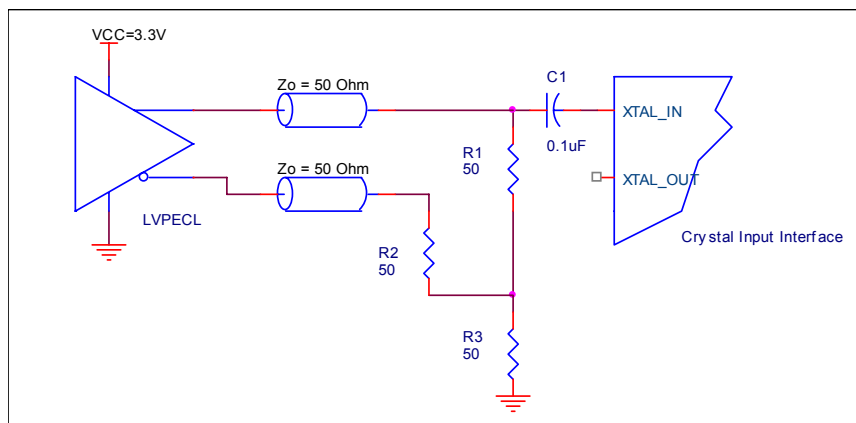 VCC=3.3V
Zo = 50 Ohm
C1
0.1uF
XTAL_IN
R1
50
Zo = 50 Ohm
XTAL_OUT
LVPECL
Crystal Input Interface
R2
50
R3
50